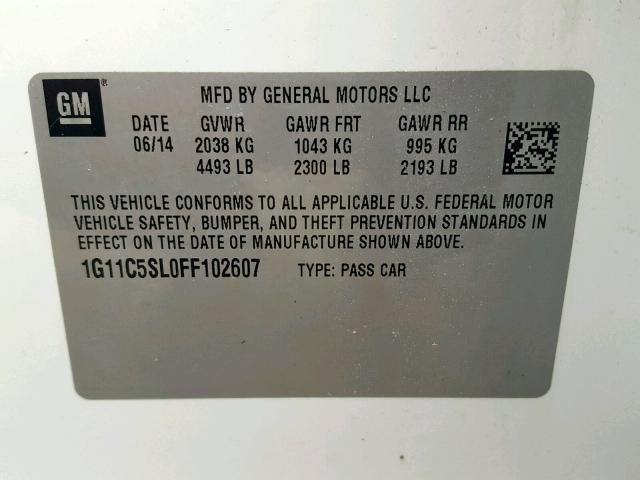 GM ® MFD BY GENERAL MOTORS LLC
DATE GVWR GAWR FRT GAWR RR
06/14 2038 KG 1043 KG 995 KG
4493 LB 2300 LB 2193 LB
THIS VEHICLE CONFORMS TO ALL APPLICABLE U.S. FEDERAL MOTOR
VEHICLE SAFETY, BUMPER, AND THEFT PREVENTION STANDARDS IN
EFFECT ON THE DATE OF MANUFACTURE SHOWN ABOVE.
1G11C5SL0FF102607 TYPE: PASS CAR